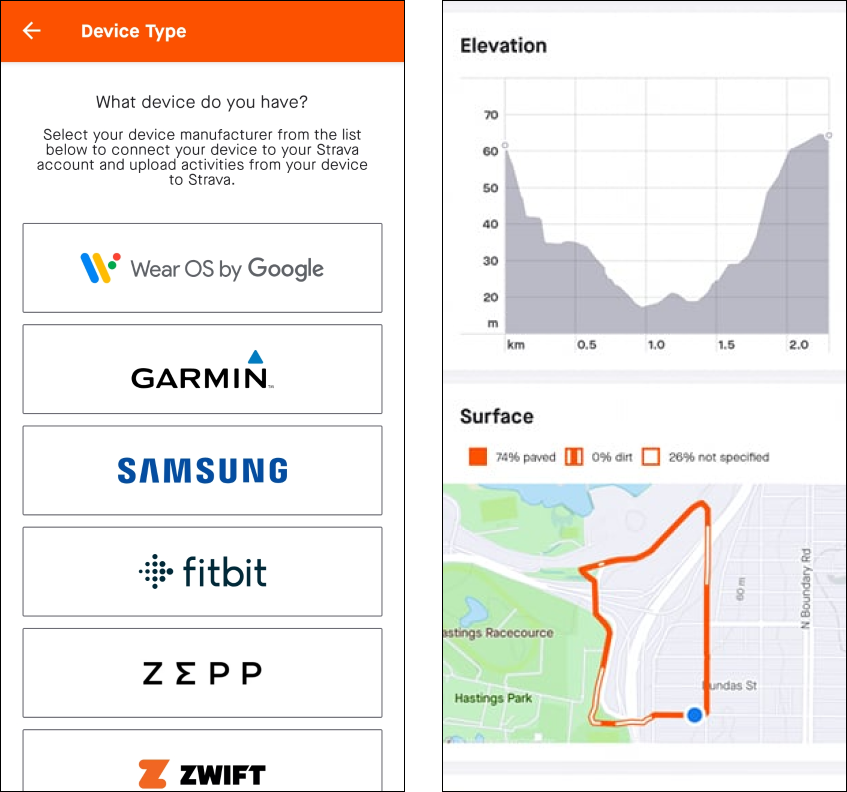 Device Type
What device do you have?
Select your device manufacturer from the list
below to connect your device to your Strava
account and upload activities from your device
to Strava.
Wear OS by Google
GARMIN™
SAMSUNG
fitbit
ZΣPP
ZWIFT
Elevation
70
60
50
40
30
20
m
km 0.5 1.0 1.5 2.0
Surface
74% paved 0% dirt 26% not specified
60 m
N Boundary Rd
astings Racecource
Hastings Park
undas St